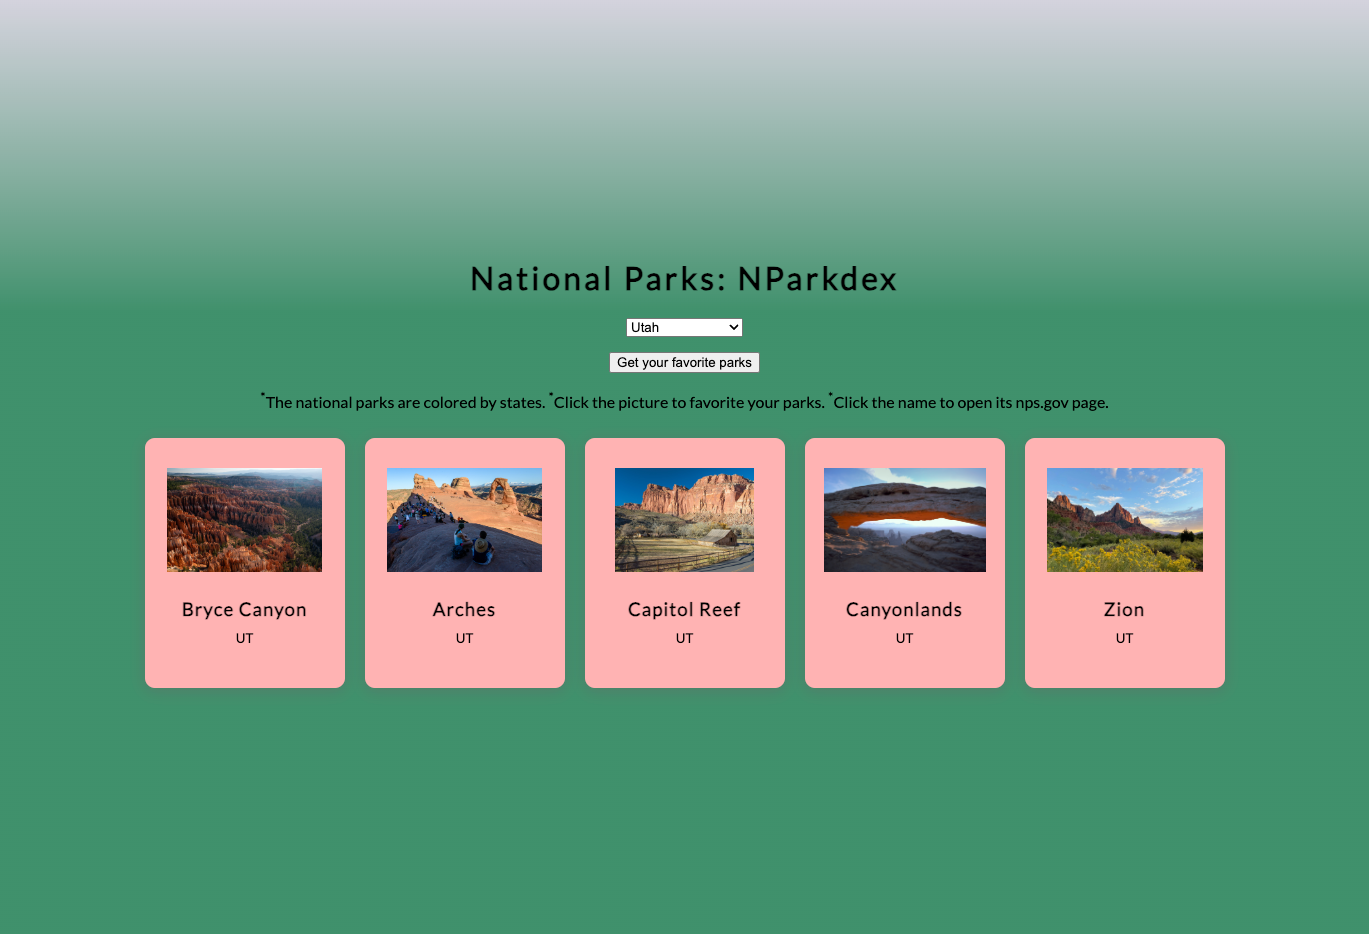 National Parks: NParkdex
Utah
Get your favorite parks
*The national parks are colored by states. *Click the picture to favorite your parks. *Click the name to open its nps.gov page.
Bryce Canyon
UT
Arches
UT
Capitol Reef
UT
Canyonlands
UT
Zion
UT